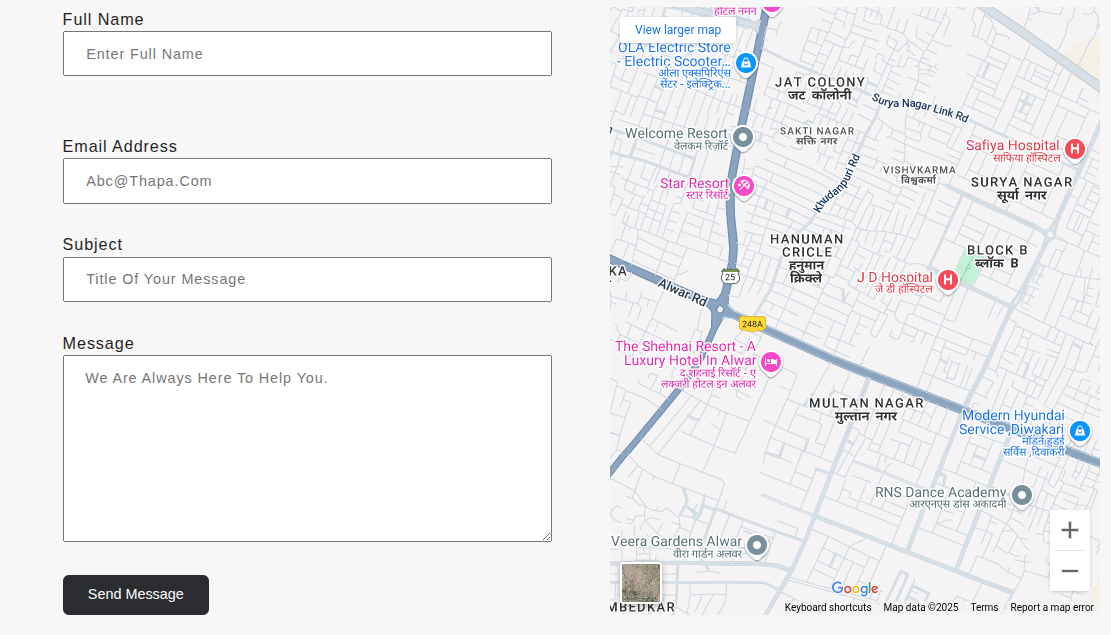 Full Name
Enter Full Name
Email Address
Abc@Thapa.Com
Subject
Title Of Your Message
Message
We Are Always Here To Help You.
Send Message
होटल नमन
View larger map
OLA Electric Store
- Electric Scooter...
ओला एक्सपिरिएंस
सेंटर - इलेक्ट्रिक...
JAT COLONY
जट कॉलोनी
Surya Nagar Link Rd
Welcome Resort
वेलकम रिज़ॉर्ट
SAKTI NAGAR
सक्ति नगर
Safiya Hospital
साफिया हॉस्पिटल
Khudanpuri Rd
VISHVKARMA
विश्वकर्मा
Star Resort
स्टार रिसॉर्ट
SURYA NAGAR
सूर्या नगर
HANUMAN
CRICLE
हनुमान
क्रिक्ले
BLOCK B
ब्लॉक B
KA
25
J D Hospital
जे डी हॉस्पिटल
Alwar Rd
248A
The Shehnai Resort - A
Luxury Hotel In Alwar
द शहनाई रिसॉर्ट - ए
लक्जरी होटल इन अलवर
MULTAN NAGAR
मुल्तान नगर
Modern Hyundai
Service ,Diwakari
मॉडर्न हुंडई
सर्विस ,दिवाकरी
RNS Dance Academy
आरएनएस डांस अकादमी
Veera Gardens Alwar
वीरा गार्डन अलवर
Google
MBEDKAR
Keyboard shortcuts
Map data ©2025
Terms
Report a map error